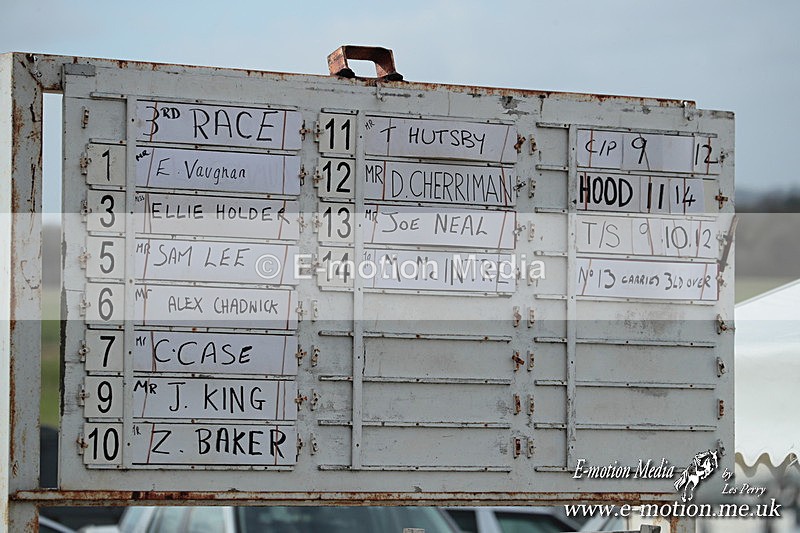 3RD RACE
1 MR E. Vaughan
3 MISS ELLIE HOLDER
5 MR SAM LEE
6 MR ALEX CHADWICK
7 MR C. CASE
9 MR J. KING
10 MR Z. BAKER
11 MR T HUTSBY
12 MR D. CHERRIMAN
13 MR JOE NEAL
14 M. M'INTYRE
C/P 9 12
HOOD 11 14
T/S 9.10.12
No 13 CARRIES 3LB OVER
© E-motion Media
E-motion Media
by
Les Perry
www.e-motion.me.uk